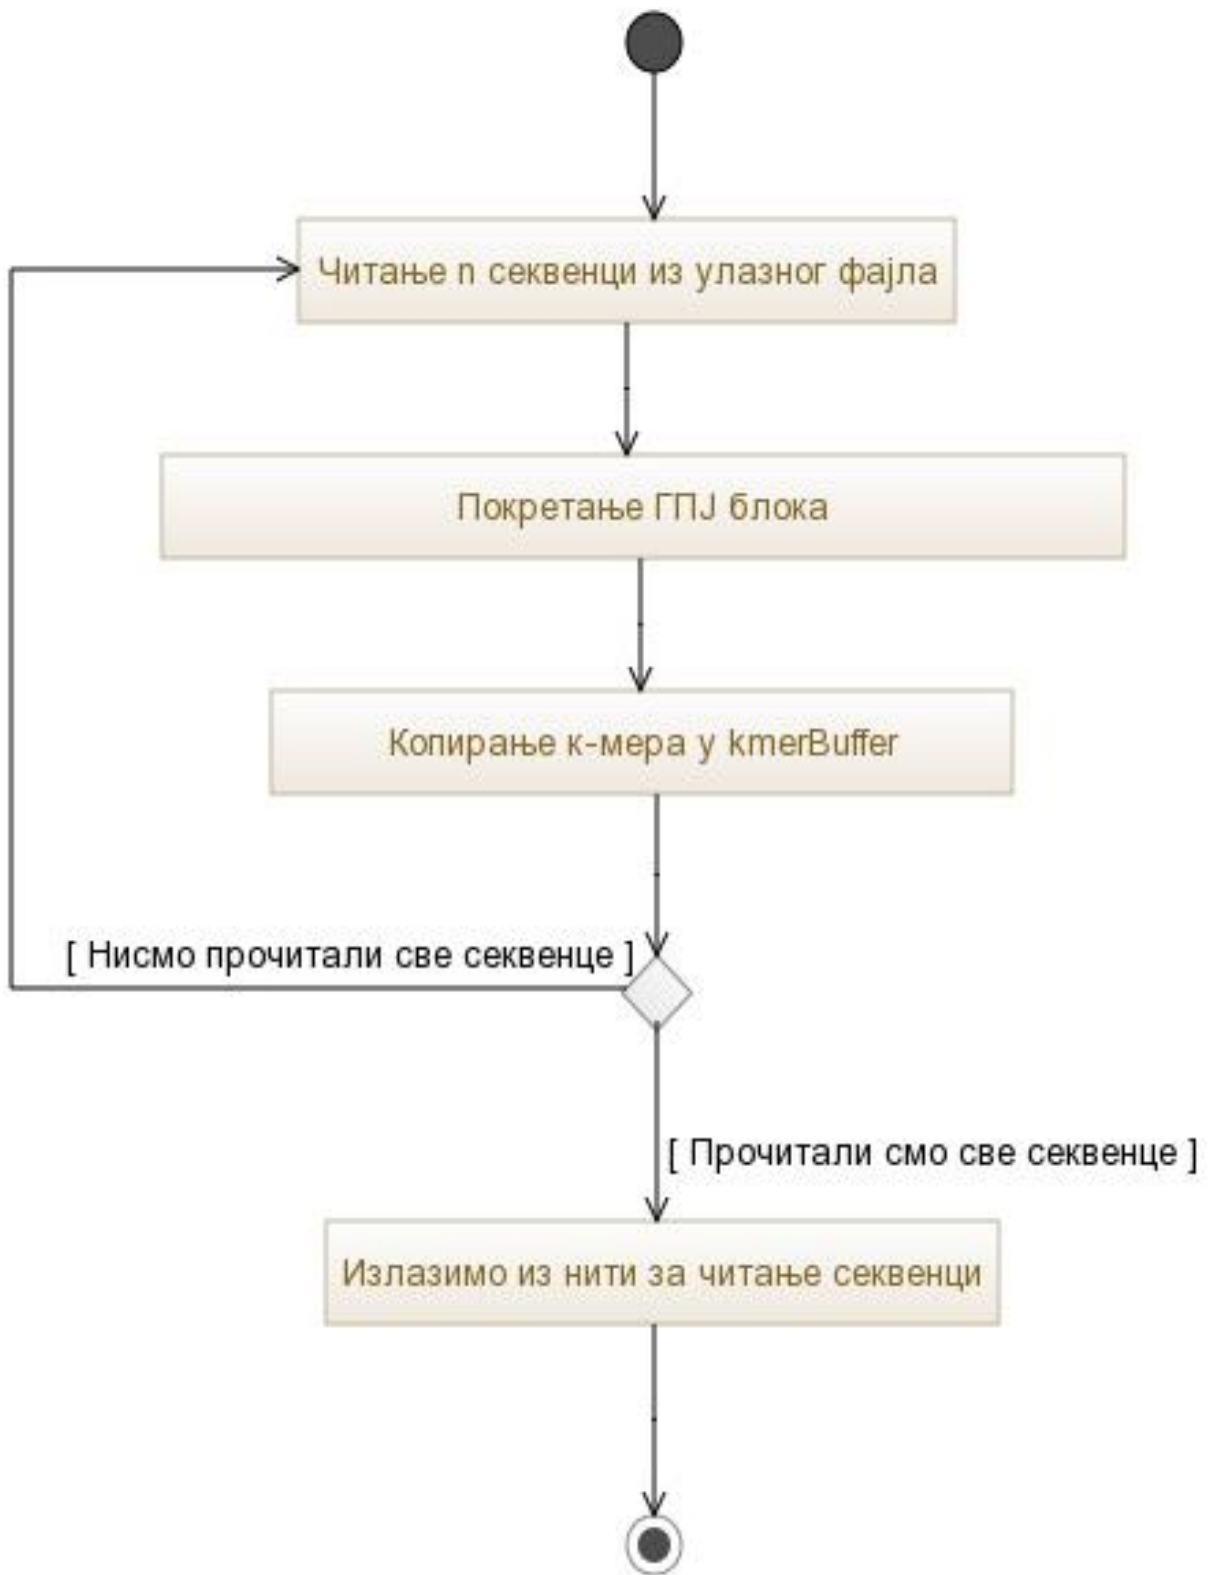 Читање n секвенци из улазног фајла
Покретање ГПЈ блока
Копирање к-мера у kmerBuffer
[ Нисмо прочитали све секвенце ]
[ Прочитали смо све секвенце ]
Излазимо из нити за читање секвенци